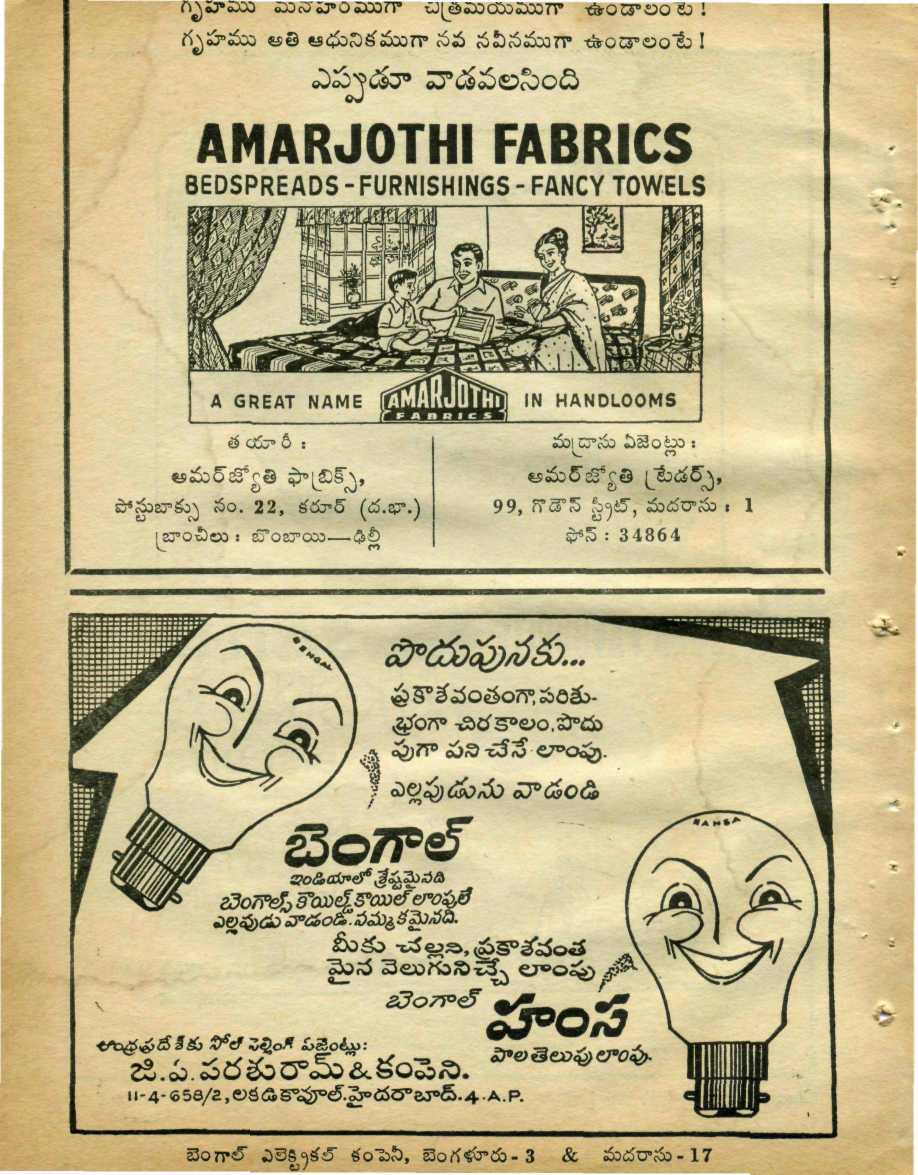 గృహము మనోహరముగా చిత్రమయముగా ఉండాలంటే !
గృహము అతి ఆధునికముగా నవ నవీనముగా ఉండాలంటే !
ఎప్పుడూ వాడవలసింది
AMARJOTHI FABRICS
BEDSPREADS - FURNISHINGS - FANCY TOWELS
A GREAT NAME AMARJOTHI FABRICS IN HANDLOOMS
తయారీ :
అమర్‌జ్యోతి ఫాబ్రిక్స్,
పోస్టుబాక్సు నం. 22, కరూర్ (ద.భా.)
బ్రాంచీలు : బొంబాయి—ఢిల్లీ
మద్రాసు ఏజెంట్లు :
అమర్‌జ్యోతి ట్రేడర్స్,
99, గొడౌన్ స్ట్రీట్, మదరాసు : 1
ఫోన్ : 34864
BENGAL
పొదుపునకు...
ప్రకాశవంతంగా, పరిశు-
భ్రంగా చిరకాలం, పొదు
పుగా పని చేసే లాంపు.
ఎల్లపుడును వాడండి
బెంగాల్
ఇండియాలో శ్రేష్ఠమైనది
బెంగాల్స్ కొయిల్డ్ కొయిల్ లాంపులే
ఎల్లవుడు వాడండి. నమ్మకమైనది.
HANSA
మీకు చల్లని, ప్రకాశవంత
మైన వెలుగునిచ్చే లాంపు
బెంగాల్ హంస
పాలతెలుపు లాంపు.
ఆంధ్రప్రదేశ్‌కు సోల్ సెల్లింగ్ ఏజెంట్లు:
జి.ఏ. పరశురామ్ & కంపెని.
11-4-658/2, లకడికాపూల్. హైదరాబాద్. 4. A.P.
బెంగాల్ ఎలెక్ట్రికల్ కంపెనీ, బెంగళూరు - 3 & మదరాసు - 17